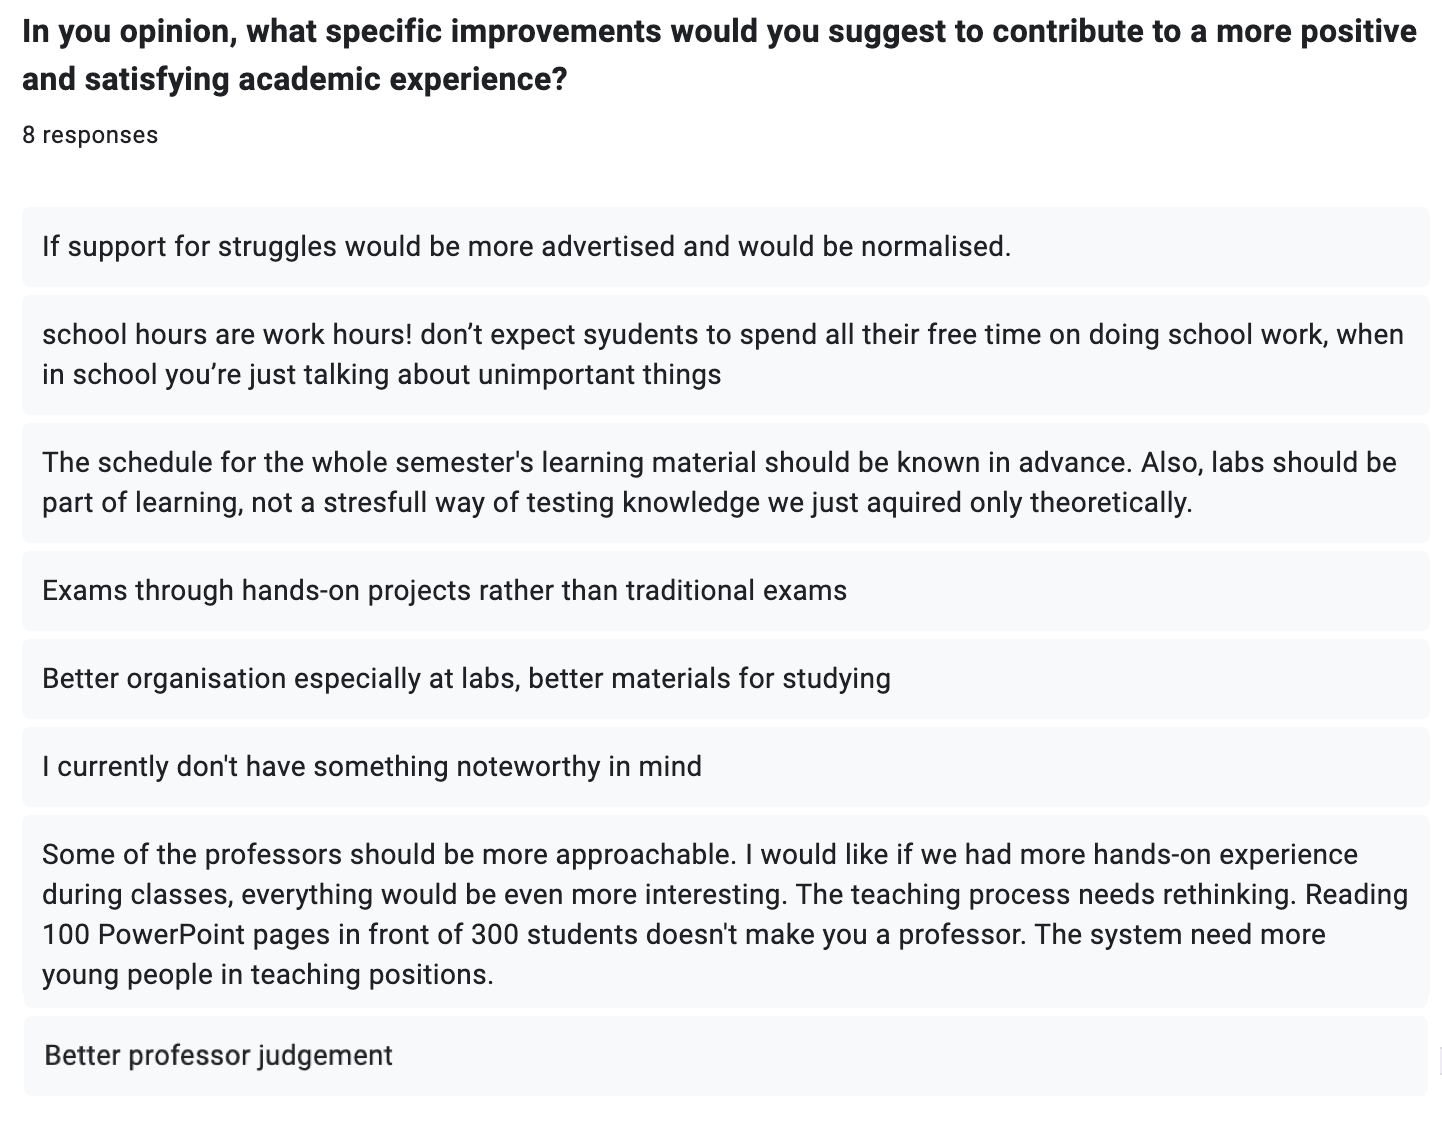 In you opinion, what specific improvements would you suggest to contribute to a more positive
and satisfying academic experience?
8 responses
If support for struggles would be more advertised and would be normalised.
school hours are work hours! don’t expect syudents to spend all their free time on doing school work, when
in school you’re just talking about unimportant things
The schedule for the whole semester's learning material should be known in advance. Also, labs should be
part of learning, not a stresfull way of testing knowledge we just aquired only theoretically.
Exams through hands-on projects rather than traditional exams
Better organisation especially at labs, better materials for studying
I currently don't have something noteworthy in mind
Some of the professors should be more approachable. I would like if we had more hands-on experience
during classes, everything would be even more interesting. The teaching process needs rethinking. Reading
100 PowerPoint pages in front of 300 students doesn't make you a professor. The system need more
young people in teaching positions.
Better professor judgement